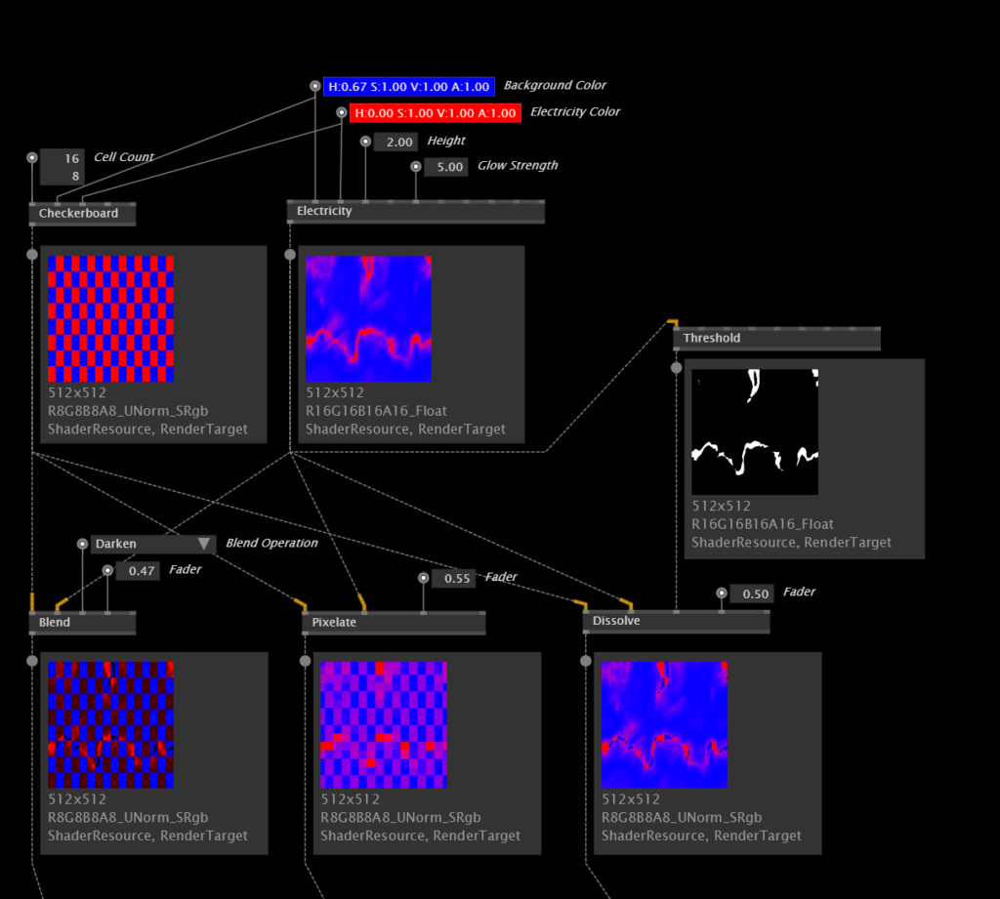 H:0.67 S:1.00 V:1.00 A:1.00 Background Color
H:0.00 S:1.00 V:1.00 A:1.00 Electricity Color
2.00 Height
16 Cell Count
8
5.00 Glow Strength
Checkerboard
Electricity
512x512
R8G8B8A8_UNorm_SRgb
ShaderResource, RenderTarget
512x512
R16G16B16A16_Float
ShaderResource, RenderTarget
Threshold
512x512
R16G16B16A16_Float
ShaderResource, RenderTarget
Darken Blend Operation
0.47 Fader
0.55 Fader
0.50 Fader
Blend
Pixelate
Dissolve
512x512
R8G8B8A8_UNorm_SRgb
ShaderResource, RenderTarget
512x512
R8G8B8A8_UNorm_SRgb
ShaderResource, RenderTarget
512x512
R8G8B8A8_UNorm_SRgb
ShaderResource, RenderTarget